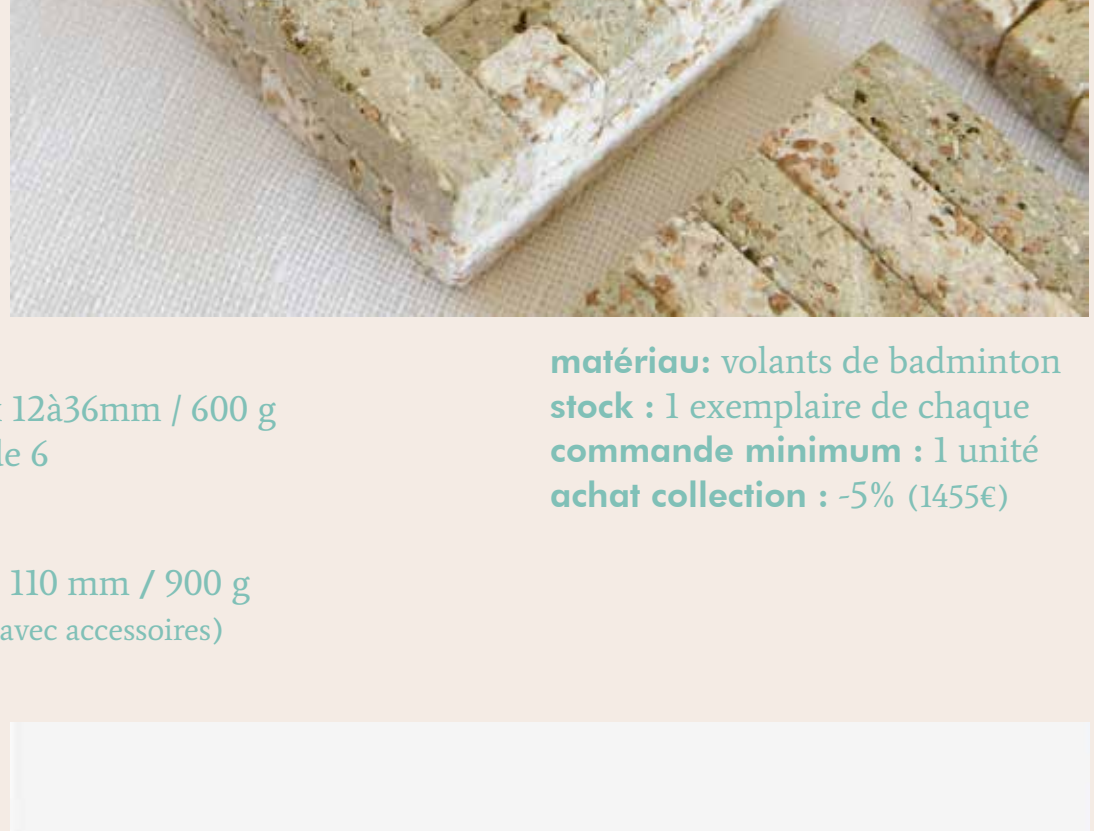 12à36mm / 600 g
6
110 mm / 900 g
avec accessoires)
matériau: volants de badminton
stock : 1 exemplaire de chaque
commande minimum : 1 unité
achat collection : -5% (1455€)